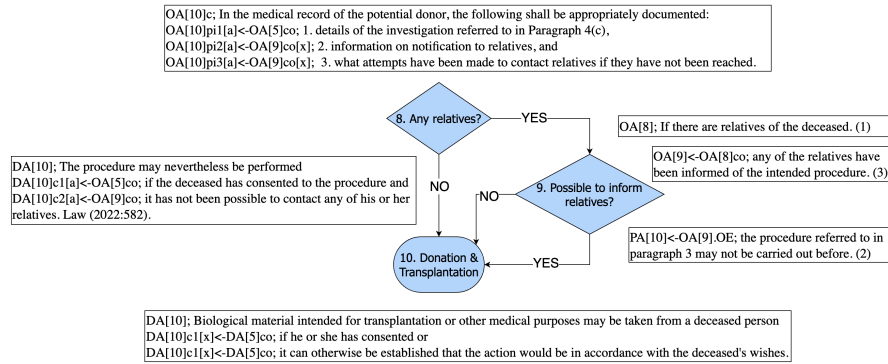 OA[10]c; In the medical record of the potential donor, the following shall be appropriately documented:
OA[10]pi1[a]<-OA[5]co; 1. details of the investigation referred to in Paragraph 4(c),
OA[10]pi2[a]<-OA[9]co[x]; 2. information on notification to relatives, and
OA[10]pi3[a]<-OA[9]co[x]; 3. what attempts have been made to contact relatives if they have not been reached.
8. Any relatives?
YES
OA[8]; If there are relatives of the deceased. (1)
OA[9]<-OA[8]co; any of the relatives have
been informed of the intended procedure. (3)
DA[10]; The procedure may nevertheless be performed
DA[10]c1[a]<-OA[5]co; if the deceased has consented to the procedure and
DA[10]c2[a]<-OA[9]co; it has not been possible to contact any of his or her
relatives. Law (2022:582).
NO
NO
9. Possible to inform
relatives?
PA[10]<-OA[9].OE; the procedure referred to in
paragraph 3 may not be carried out before. (2)
10. Donation &
Transplantation
YES
DA[10]; Biological material intended for transplantation or other medical purposes may be taken from a deceased person
DA[10]c1[x]<-DA[5]co; if he or she has consented or
DA[10]c1[x]<-DA[5]co; it can otherwise be established that the action would be in accordance with the deceased's wishes.